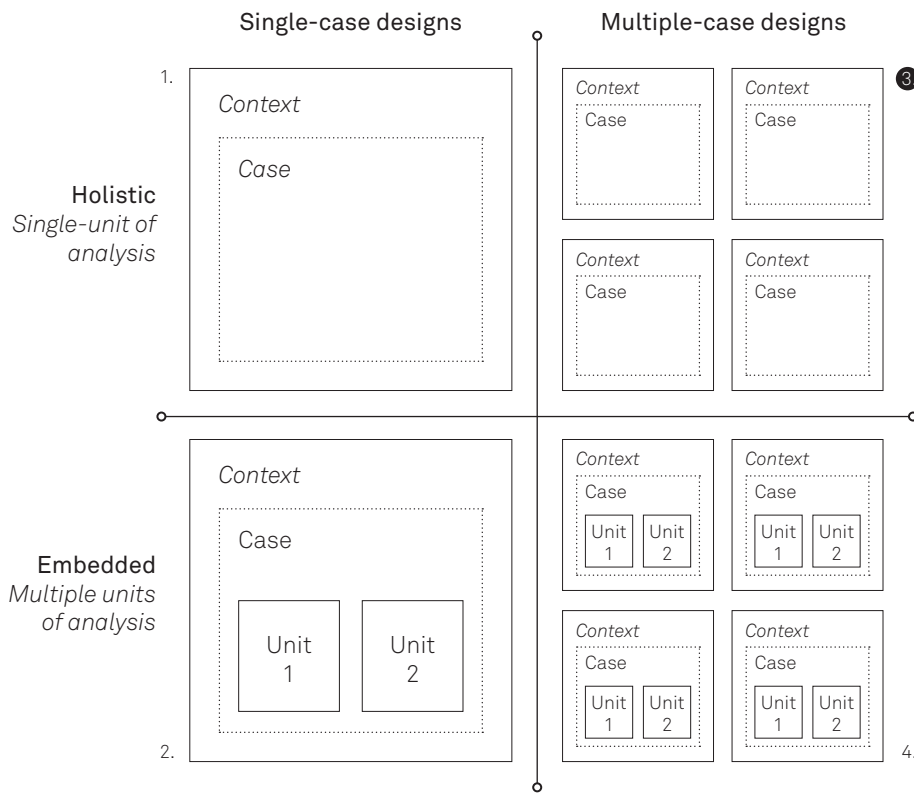 Single-case designs
Multiple-case designs
1.
Context
Case
Holistic
Single-unit of
analysis
3.
Context
Case
Context
Case
Context
Case
Context
Case
Embedded
Multiple units
of analysis
2.
Context
Case
Unit
1
Unit
2
Context
Case
Unit
1
Unit
2
Context
Case
Unit
1
Unit
2
Context
Case
Unit
1
Unit
2
Context
Case
Unit
1
Unit
2
4.